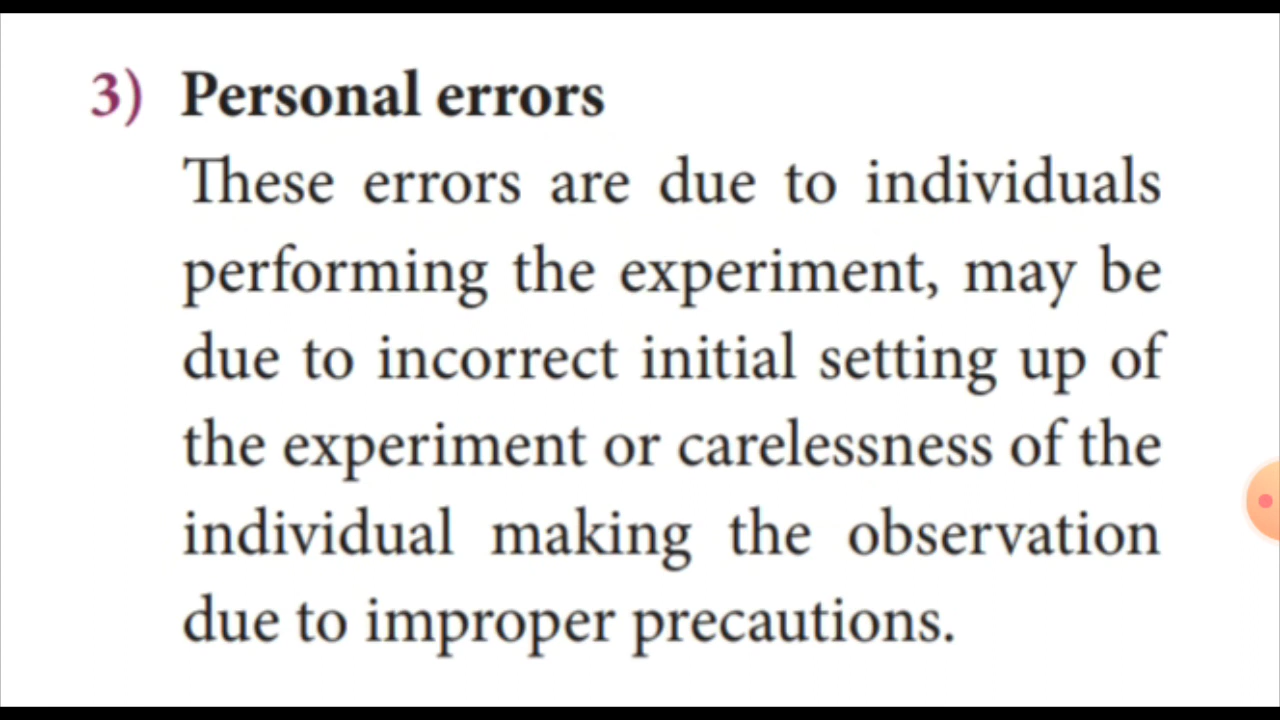 3) Personal errors
These errors are due to individuals
performing the experiment, may be
due to incorrect initial setting up of
the experiment or carelessness of the
individual making the observation
due to improper precautions.